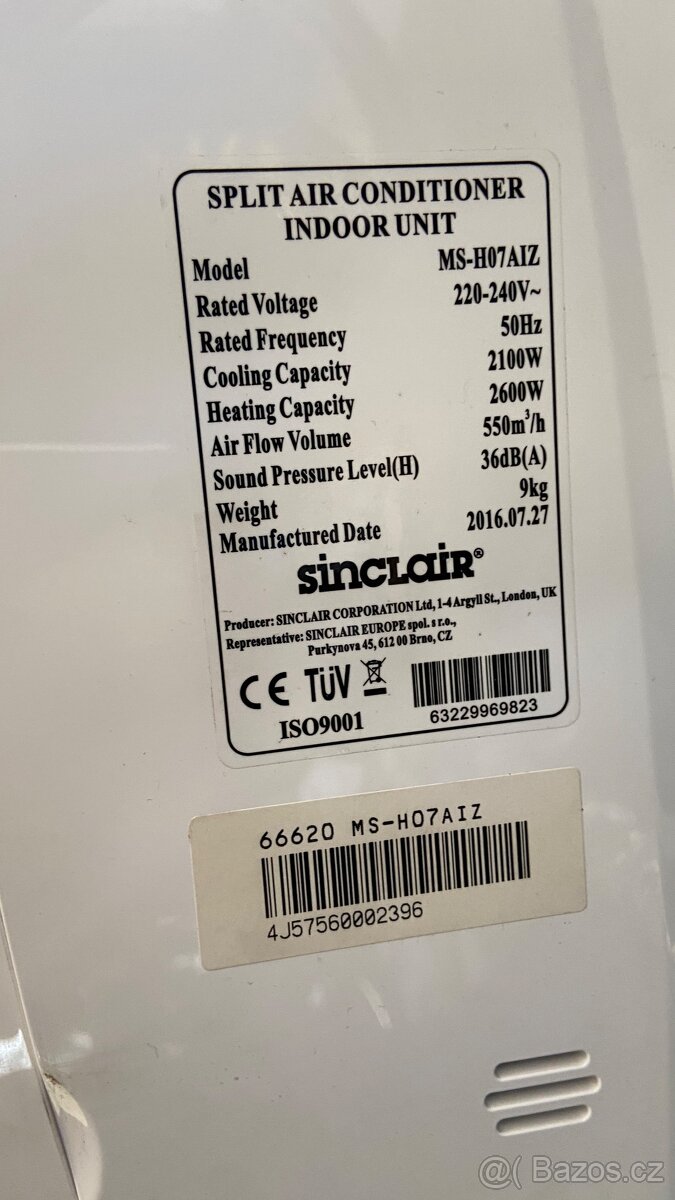 SPLIT AIR CONDITIONER
INDOOR UNIT
Model MS-H07AIZ
Rated Voltage 220-240V~
Rated Frequency 50Hz
Cooling Capacity 2100W
Heating Capacity 2600W
Air Flow Volume 550m³/h
Sound Pressure Level(H) 36dB(A)
Weight 9kg
Manufactured Date 2016.07.27
sinclair®
Producer: SINCLAIR CORPORATION Ltd, 1-4 Argyll St., London, UK
Representative: SINCLAIR EUROPE spol. s r.o.,
Purkynova 45, 612 00 Brno, CZ
CE TÜV
ISO9001
63229969823
66620 MS-H07AIZ
4J57560002396
@( Bazos.cz